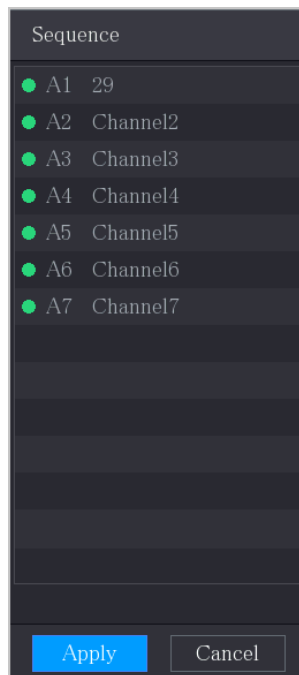 Sequence
A1 29
A2 Channel2
A3 Channel3
A4 Channel4
A5 Channel5
A6 Channel6
A7 Channel7
Apply Cancel